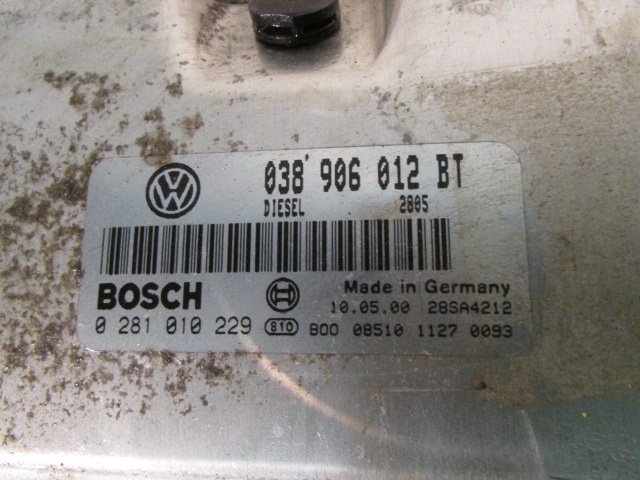 VW 038 906 012 BT
DIESEL 2805
BOSCH Made in Germany
10.05.00 28SA4212
0 281 010 229 810 B00 08510 1127 0093